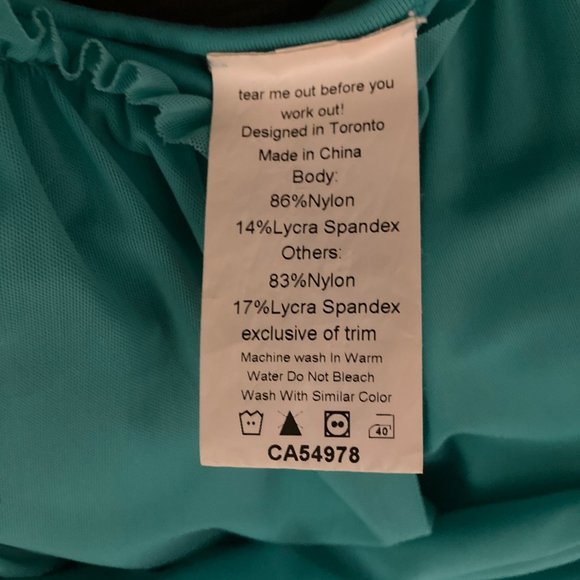 tear me out before you
work out!
Designed in Toronto
Made in China
Body:
86%Nylon
14%Lycra Spandex
Others:
83%Nylon
17%Lycra Spandex
exclusive of trim
Machine wash In Warm
Water Do Not Bleach
Wash With Similar Color
40
CA54978